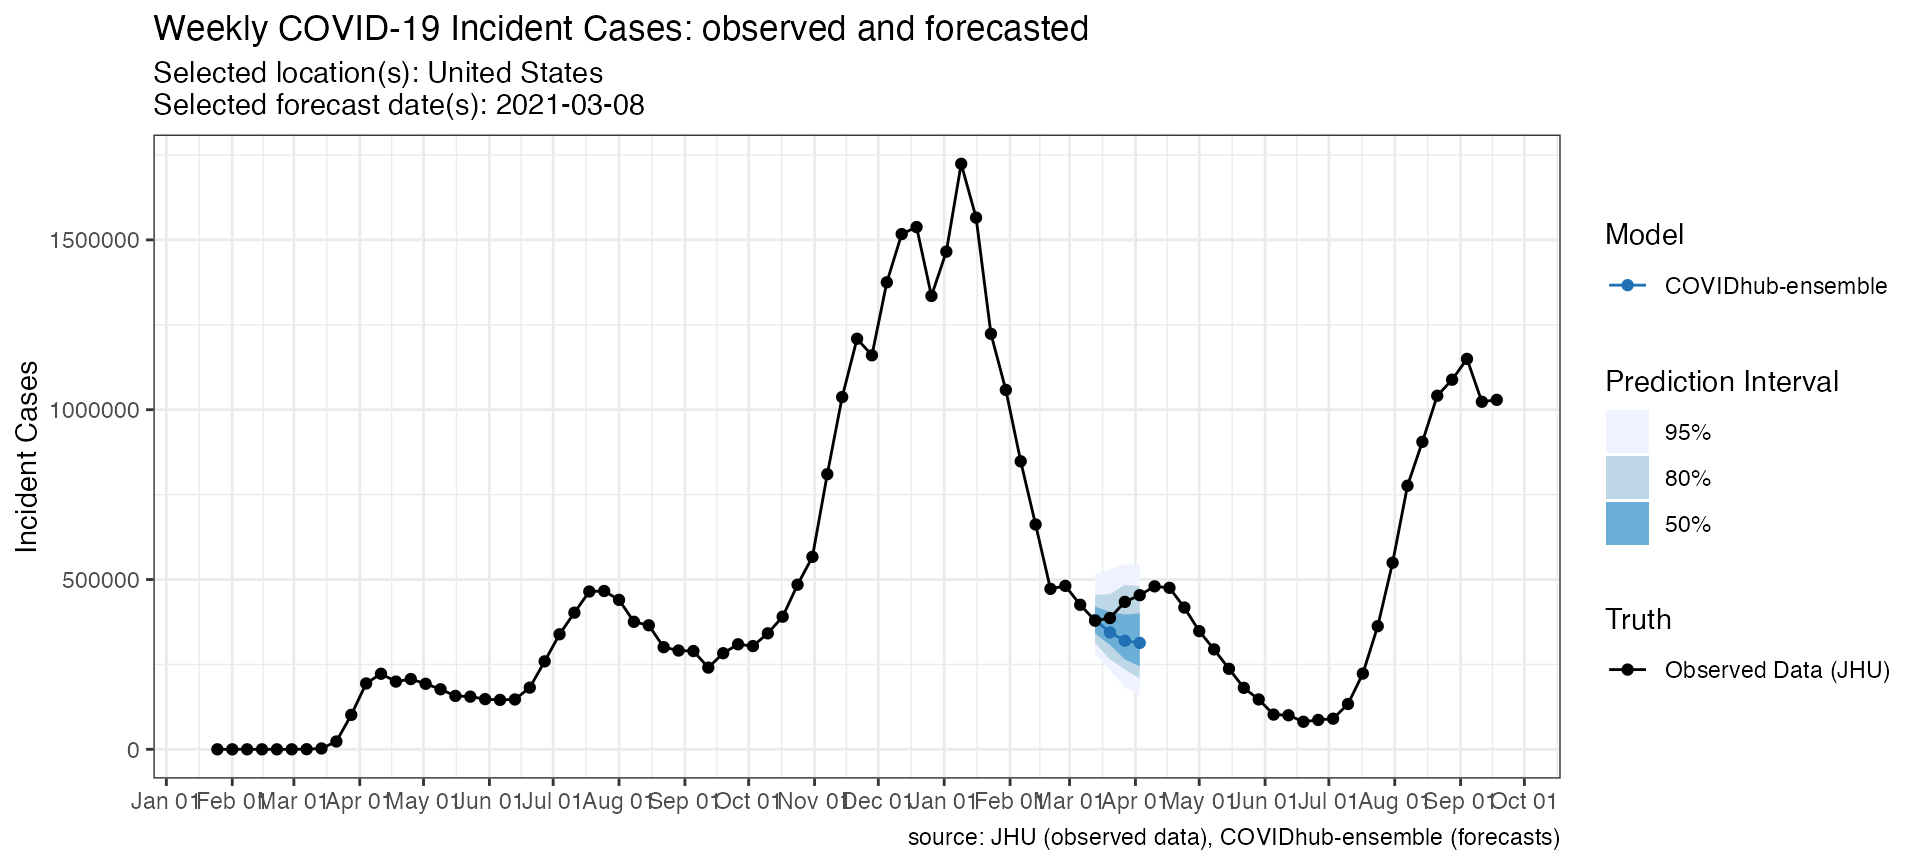 Weekly COVID-19 Incident Cases: observed and forecasted
Selected location(s): United States
Selected forecast date(s): 2021-03-08
Incident Cases
1500000
1000000
500000
0
Jan 01 Feb 01 Mar 01 Apr 01 May 01 Jun 01 Jul 01 Aug 01 Sep 01 Oct 01 Nov 01 Dec 01 Jan 01 Feb 01 Mar 01 Apr 01 May 01 Jun 01 Jul 01 Aug 01 Sep 01 Oct 01
source: JHU (observed data), COVIDhub-ensemble (forecasts)
Model
COVIDhub-ensemble
Prediction Interval
95%
80%
50%
Truth
Observed Data (JHU)